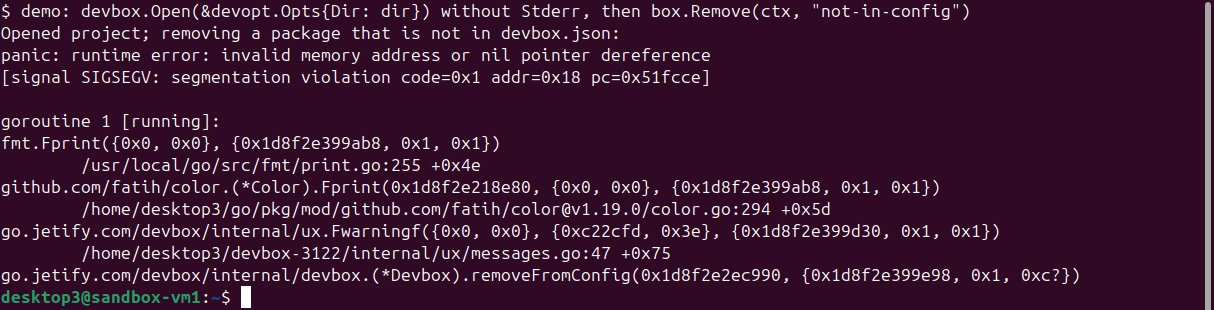 $ demo: devbox.Open(&devopt.Opts{Dir: dir}) without Stderr, then box.Remove(ctx, "not-in-config")
Opened project; removing a package that is not in devbox.json:
panic: runtime error: invalid memory address or nil pointer dereference
[signal SIGSEGV: segmentation violation code=0x1 addr=0x18 pc=0x51fcce]

goroutine 1 [running]:
fmt.Fprint({0x0, 0x0}, {0x1d8f2e399ab8, 0x1, 0x1})
        /usr/local/go/src/fmt/print.go:255 +0x4e
github.com/fatih/color.(*Color).Fprint(0x1d8f2e218e80, {0x0, 0x0}, {0x1d8f2e399ab8, 0x1, 0x1})
        /home/desktop3/go/pkg/mod/github.com/fatih/color@v1.19.0/color.go:294 +0x5d
go.jetify.com/devbox/internal/ux.Fwarningf({0x0, 0x0}, {0xc22cfd, 0x3e}, {0x1d8f2e399d30, 0x1, 0x1})
        /home/desktop3/devbox-3122/internal/ux/messages.go:47 +0x75
go.jetify.com/devbox/internal/devbox.(*Devbox).removeFromConfig(0x1d8f2e2ec990, {0x1d8f2e399e98, 0x1, 0xc?})
desktop3@sandbox-vm1:~$